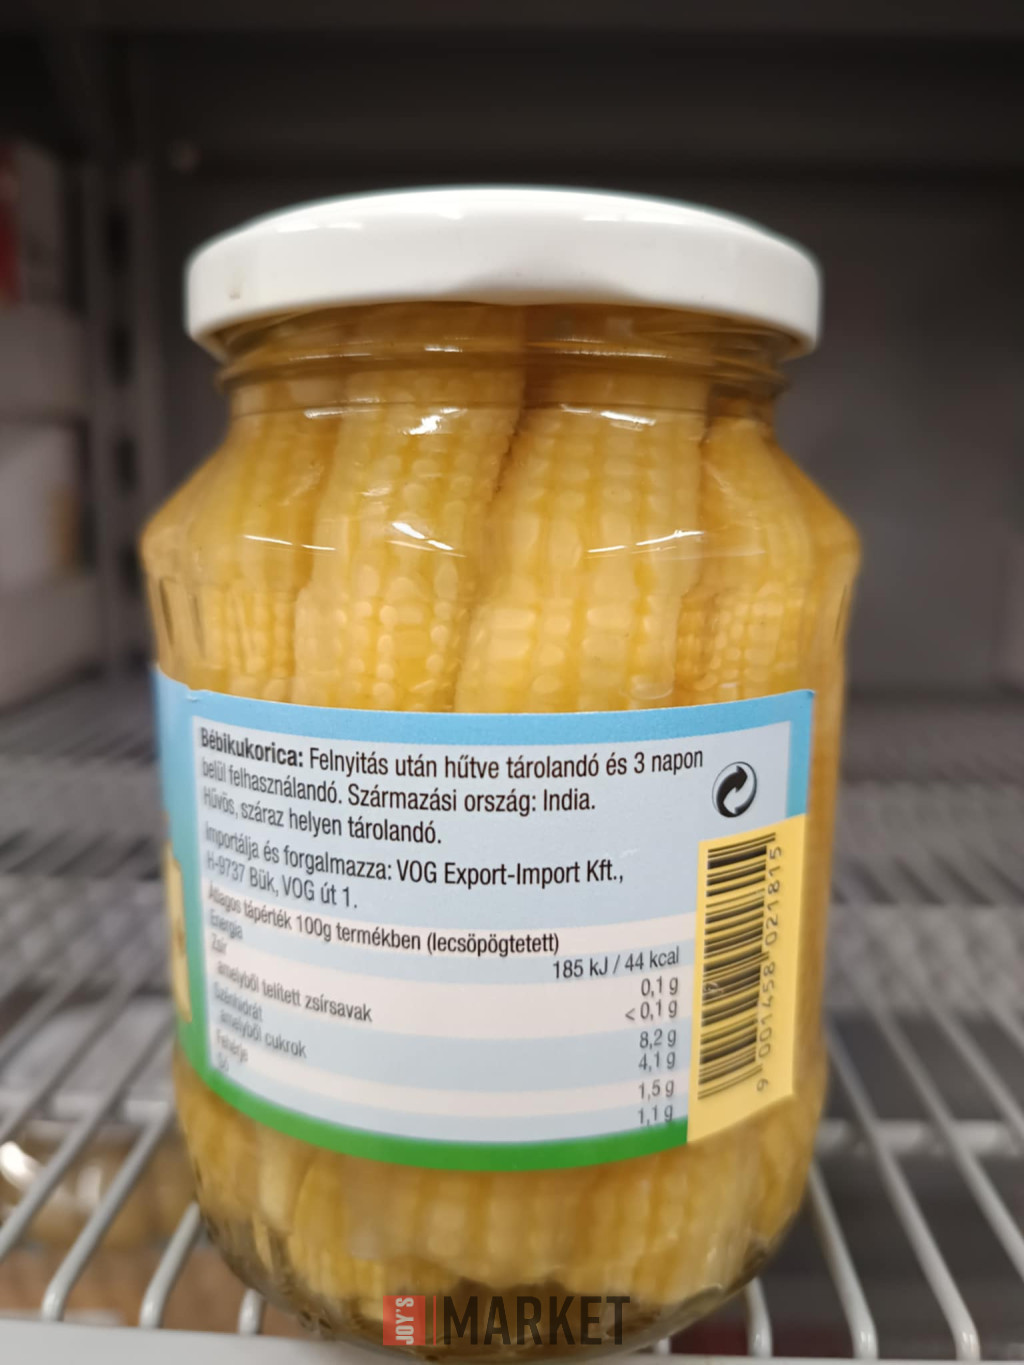 Bébikukorica: Felnyitás után hűtve tárolandó és 3 napon
belül felhasználandó. Származási ország: India.
Hűvös, száraz helyen tárolandó.
Importálja és forgalmazza: VOG Export-Import Kft.,
H-9737 Bük, VOG út 1.
Átlagos tápérték 100g termékben (lecsöpögtetett)
Energia 185 kJ / 44 kcal
Zsír 0,1 g
amelyből telített zsírsavak < 0,1 g
Szénhidrát 8,2 g
amelyből cukrok 4,1 g
Fehérje 1,5 g
Só 1,1 g
9 001458 021815
JOY'S MARKET